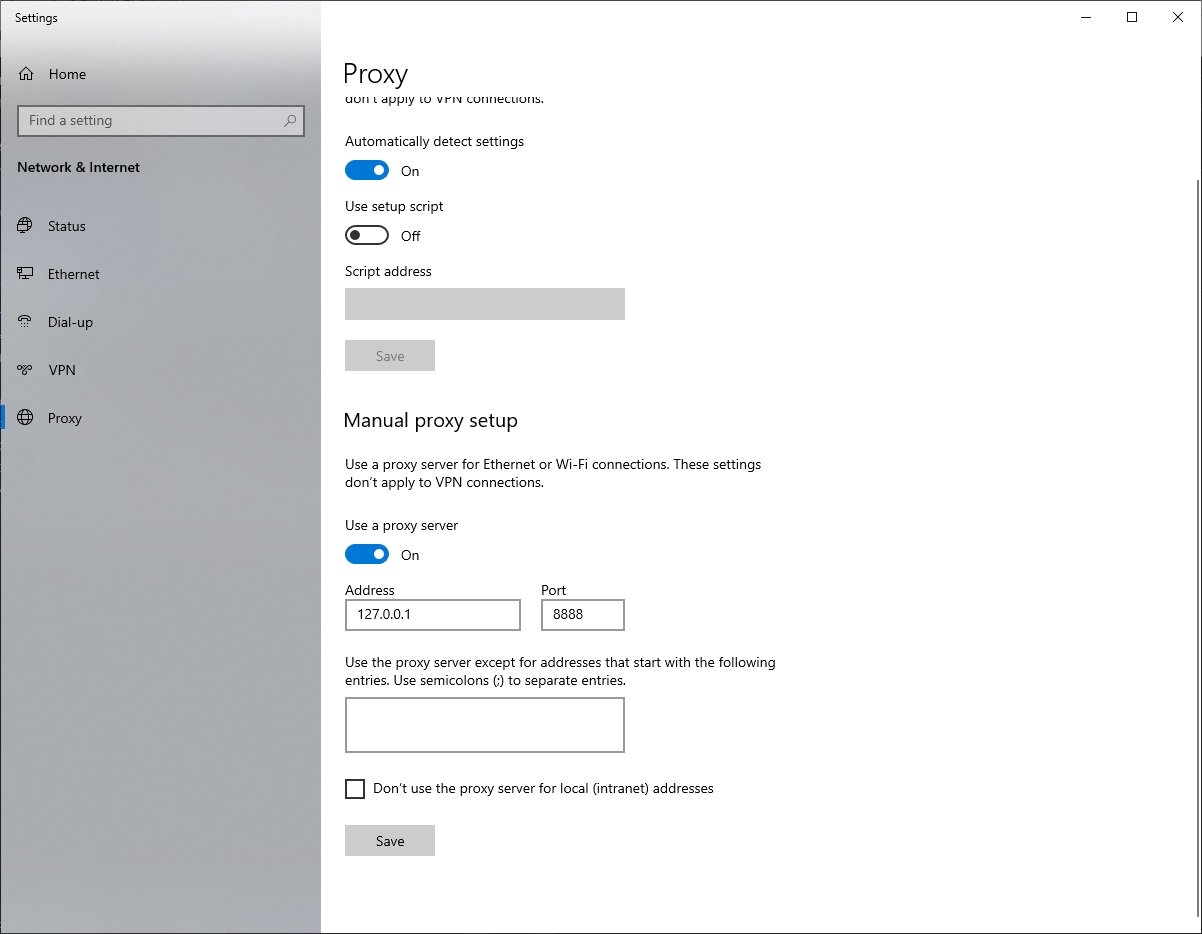 Settings
Home
Find a setting
Network & Internet
Status
Ethernet
Dial-up
VPN
Proxy
Proxy
don't apply to VPN connections.
Automatically detect settings
On
Use setup script
Off
Script address
Save
Manual proxy setup
Use a proxy server for Ethernet or Wi-Fi connections. These settings
don't apply to VPN connections.
Use a proxy server
On
Address Port
127.0.0.1 8888
Use the proxy server except for addresses that start with the following
entries. Use semicolons (;) to separate entries.
Don't use the proxy server for local (intranet) addresses
Save